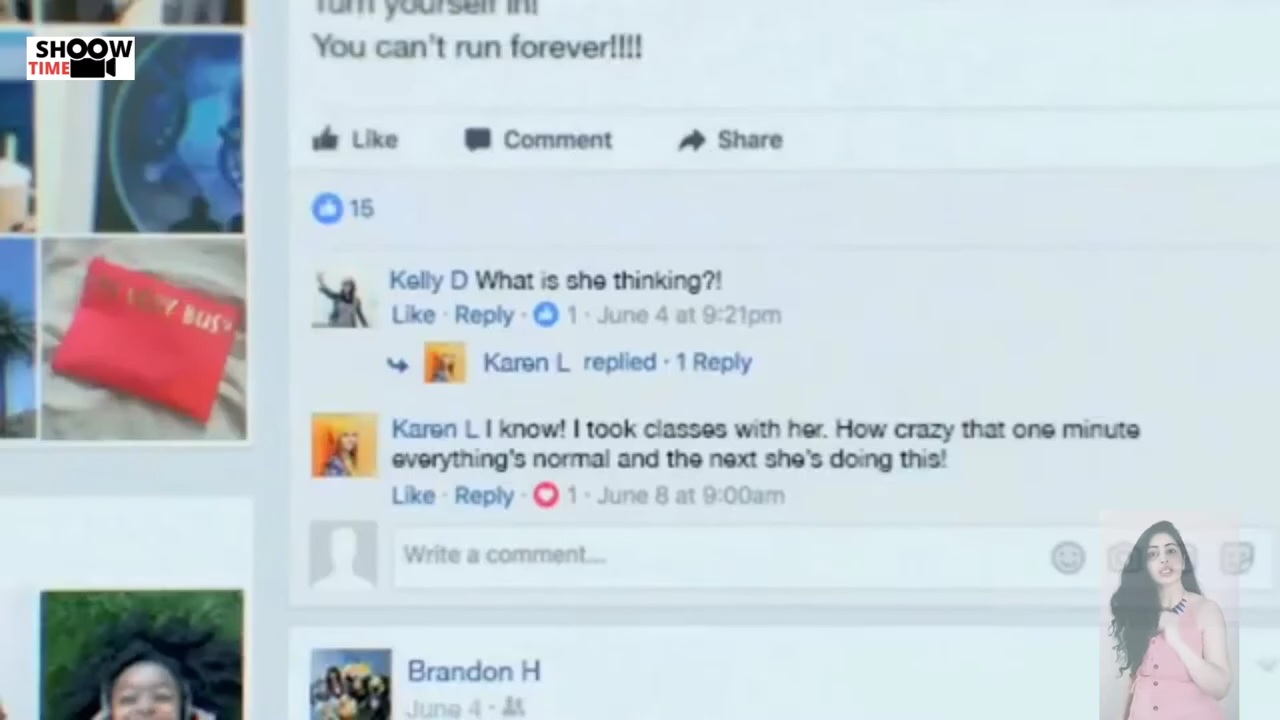 SHOOW
TIME
Turn yourself in!
You can't run forever!!!!
Like Comment Share
15
Kelly D What is she thinking?!
Like · Reply · 1 · June 4 at 9:21pm
Karen L replied · 1 Reply
Karen L I know! I took classes with her. How crazy that one minute
everything's normal and the next she's doing this!
Like · Reply · 1 · June 8 at 9:00am
Write a comment...
Brandon H
June 4 ·